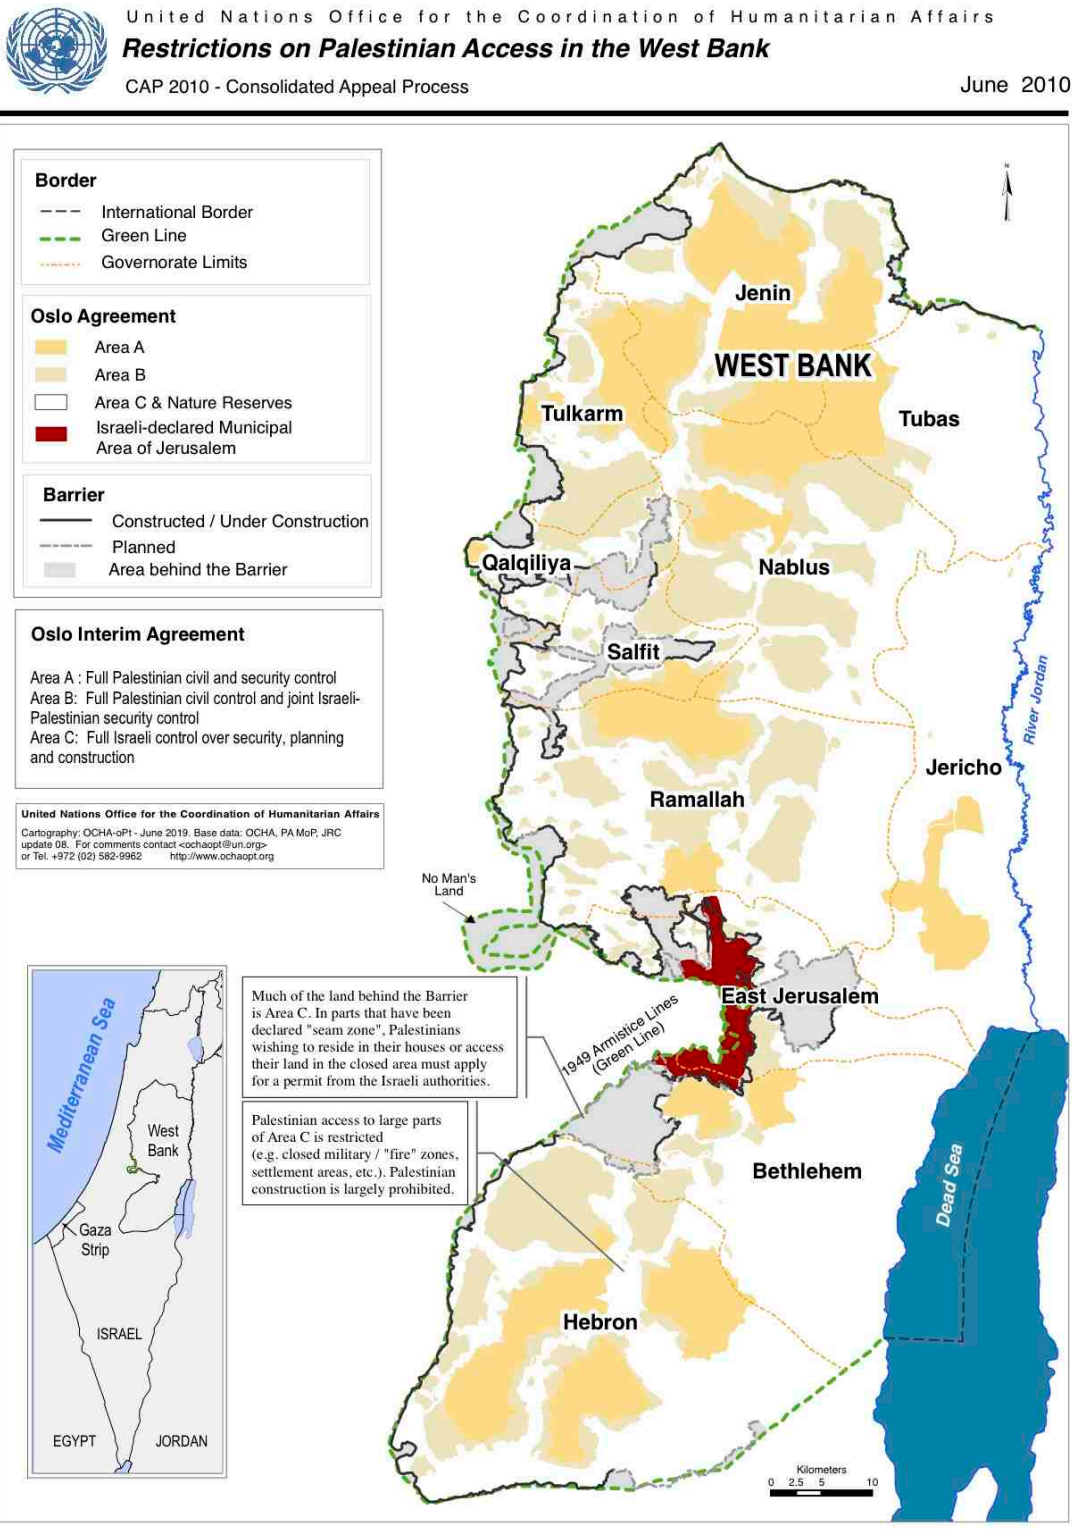 United Nations Office for the Coordination of Humanitarian Affairs
Restrictions on Palestinian Access in the West Bank
CAP 2010 - Consolidated Appeal Process
June 2010
Border
International Border
Green Line
Governorate Limits
Oslo Agreement
Area A
Area B
Area C & Nature Reserves
Israeli-declared Municipal
Area of Jerusalem
Barrier
Constructed / Under Construction
Planned
Area behind the Barrier
Oslo Interim Agreement
Area A : Full Palestinian civil and security control
Area B: Full Palestinian civil control and joint Israeli-
Palestinian security control
Area C: Full Israeli control over security, planning
and construction
United Nations Office for the Coordination of Humanitarian Affairs
Cartography: OCHA-oPt - June 2019. Base data: OCHA, PA MoP, JRC
update 08. For comments contact <ochaopt@un.org>
or Tel. +972 (02) 582-9962 http://www.ochaopt.org
N
Jenin
WEST BANK
Tulkarm
Tubas
Qalqiliya
Nablus
Salfit
River Jordan
Jericho
Ramallah
No Man's
Land
East Jerusalem
1949 Armistice Lines
(Green Line)
Much of the land behind the Barrier
is Area C. In parts that have been
declared "seam zone", Palestinians
wishing to reside in their houses or access
their land in the closed area must apply
for a permit from the Israeli authorities.
Palestinian access to large parts
of Area C is restricted
(e.g. closed military / "fire" zones,
settlement areas, etc.). Palestinian
construction is largely prohibited.
Bethlehem
Dead Sea
Hebron
Mediterranean Sea
West
Bank
Gaza
Strip
ISRAEL
EGYPT
JORDAN
Kilometers
0 2.5 5 10